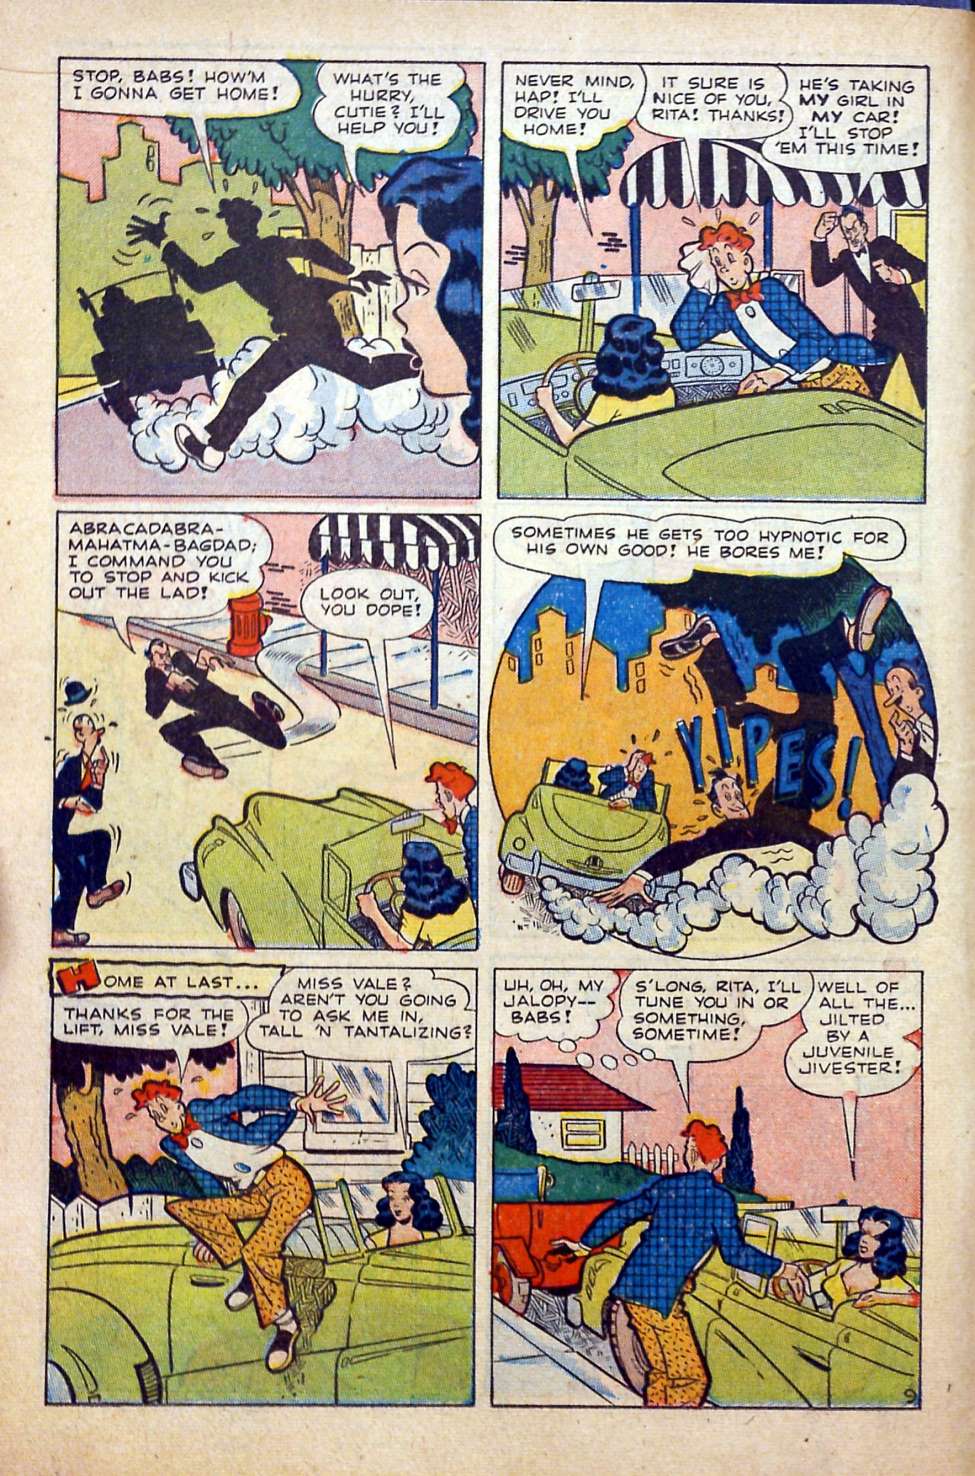 STOP, BABS! HOW'M
I GONNA GET HOME!
WHAT'S THE
HURRY,
CUTIE? I'LL
HELP YOU!
NEVER MIND,
HAP! I'LL
DRIVE YOU
HOME!
IT SURE IS
NICE OF YOU,
RITA! THANKS!
HE'S TAKING
MY GIRL IN
MY CAR!
I'LL STOP
'EM THIS TIME!
ABRACADABRA-
MAHATMA-BAGDAD;
I COMMAND YOU
TO STOP AND KICK
OUT THE LAD!
LOOK OUT,
YOU DOPE!
SOMETIMES HE GETS TOO HYPNOTIC FOR
HIS OWN GOOD! HE BORES ME!
YIPES!
HOME AT LAST...
THANKS FOR THE
LIFT, MISS VALE!
MISS VALE?
AREN'T YOU GOING
TO ASK ME IN,
TALL 'N TANTALIZING?
UH, OH, MY
JALOPY--
BABS!
S'LONG, RITA, I'LL
TUNE YOU IN OR
SOMETHING,
SOMETIME!
WELL OF
ALL THE...
JILTED
BY A
JUVENILE
JIVESTER!
9